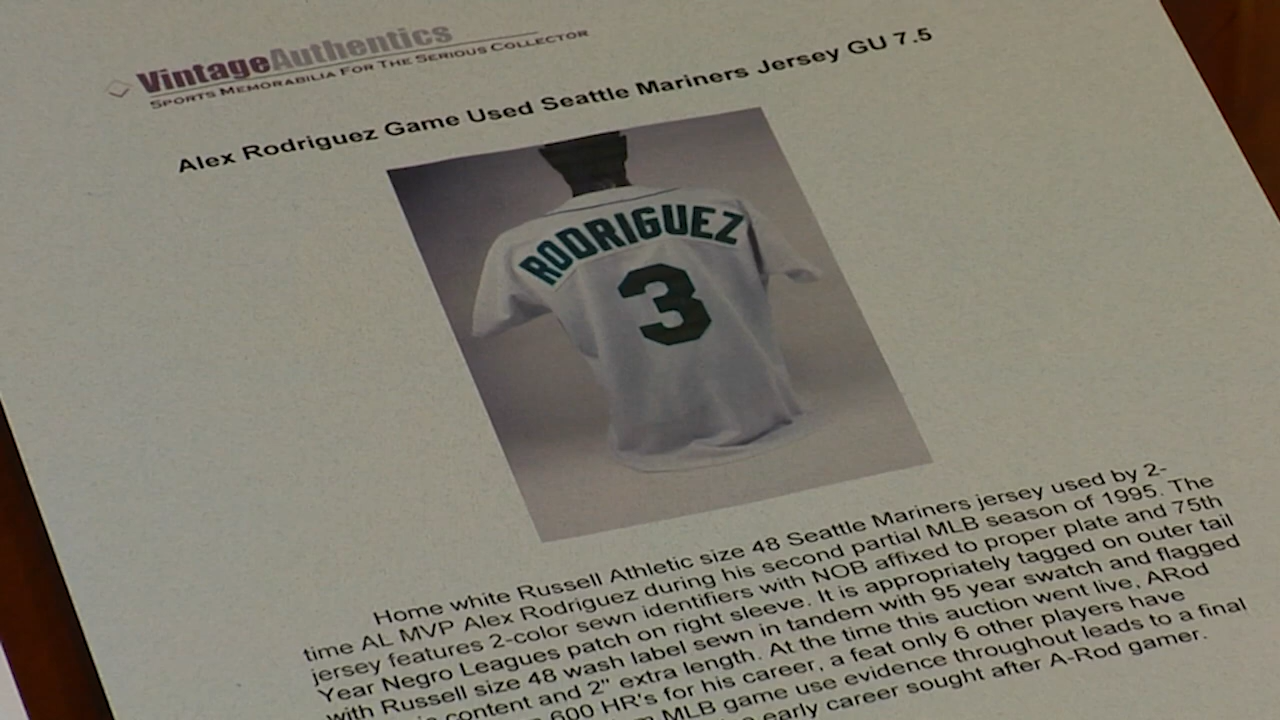 VintageAuthentics
SPORTS MEMORABILIA FOR THE SERIOUS COLLECTOR
Alex Rodriguez Game Used Seattle Mariners Jersey GU 7.5
RODRIGUEZ
3
Home white Russell Athletic size 48 Seattle Mariners jersey used by 2-
time AL MVP Alex Rodriguez during his second partial MLB season of 1995. The
jersey features 2-color sewn identifiers with NOB affixed to proper plate and 75th
Year Negro Leagues patch on right sleeve. It is appropriately tagged on outer tail
with Russell size 48 wash label sewn in tandem with 95 year swatch and flagged
content and 2" extra length. At the time this auction went live, ARod
600 HR's for his career, a feat only 6 other players have
MLB game use evidence throughout leads to a final
early career sought after A-Rod gamer.